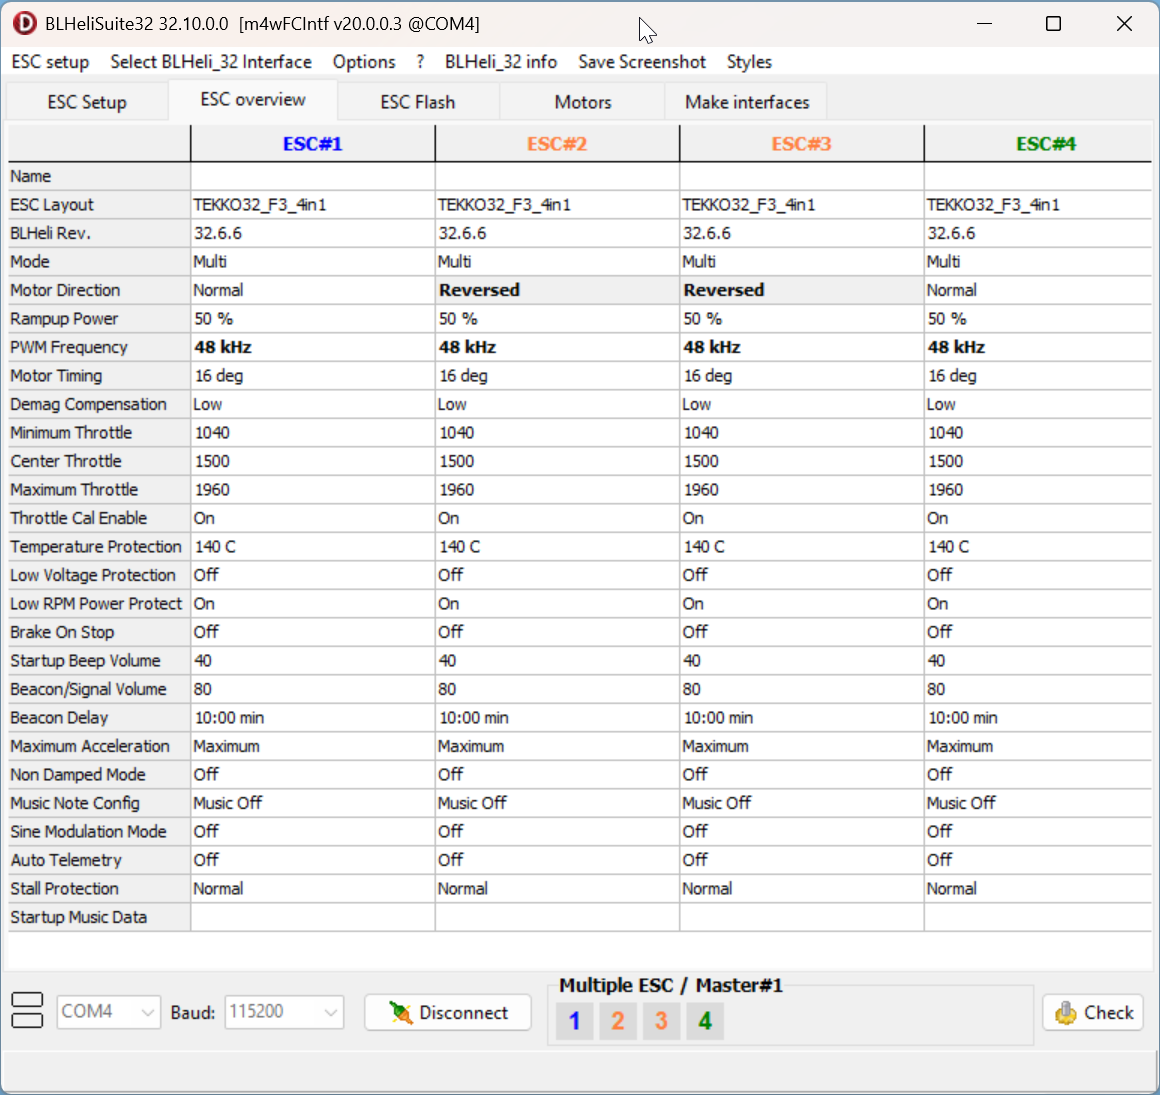 BLHeliSuite32 32.10.0.0 [m4wFCIntf v20.0.0.3 @COM4]
ESC setup Select BLHeli_32 Interface Options ? BLHeli_32 info Save Screenshot Styles
ESC Setup ESC overview ESC Flash Motors Make interfaces
ESC#1 ESC#2 ESC#3 ESC#4
Name
ESC Layout TEKKO32_F3_4in1 TEKKO32_F3_4in1 TEKKO32_F3_4in1 TEKKO32_F3_4in1
BLHeli Rev. 32.6.6 32.6.6 32.6.6 32.6.6
Mode Multi Multi Multi Multi
Motor Direction Normal Reversed Reversed Normal
Rampup Power 50 % 50 % 50 % 50 %
PWM Frequency 48 kHz 48 kHz 48 kHz 48 kHz
Motor Timing 16 deg 16 deg 16 deg 16 deg
Demag Compensation Low Low Low Low
Minimum Throttle 1040 1040 1040 1040
Center Throttle 1500 1500 1500 1500
Maximum Throttle 1960 1960 1960 1960
Throttle Cal Enable On On On On
Temperature Protection 140 C 140 C 140 C 140 C
Low Voltage Protection Off Off Off Off
Low RPM Power Protect On On On On
Brake On Stop Off Off Off Off
Startup Beep Volume 40 40 40 40
Beacon/Signal Volume 80 80 80 80
Beacon Delay 10:00 min 10:00 min 10:00 min 10:00 min
Maximum Acceleration Maximum Maximum Maximum Maximum
Non Damped Mode Off Off Off Off
Music Note Config Music Off Music Off Music Off Music Off
Sine Modulation Mode Off Off Off Off
Auto Telemetry Off Off Off Off
Stall Protection Normal Normal Normal Normal
Startup Music Data
Multiple ESC / Master#1
COM4 Baud: 115200 Disconnect 1 2 3 4 Check